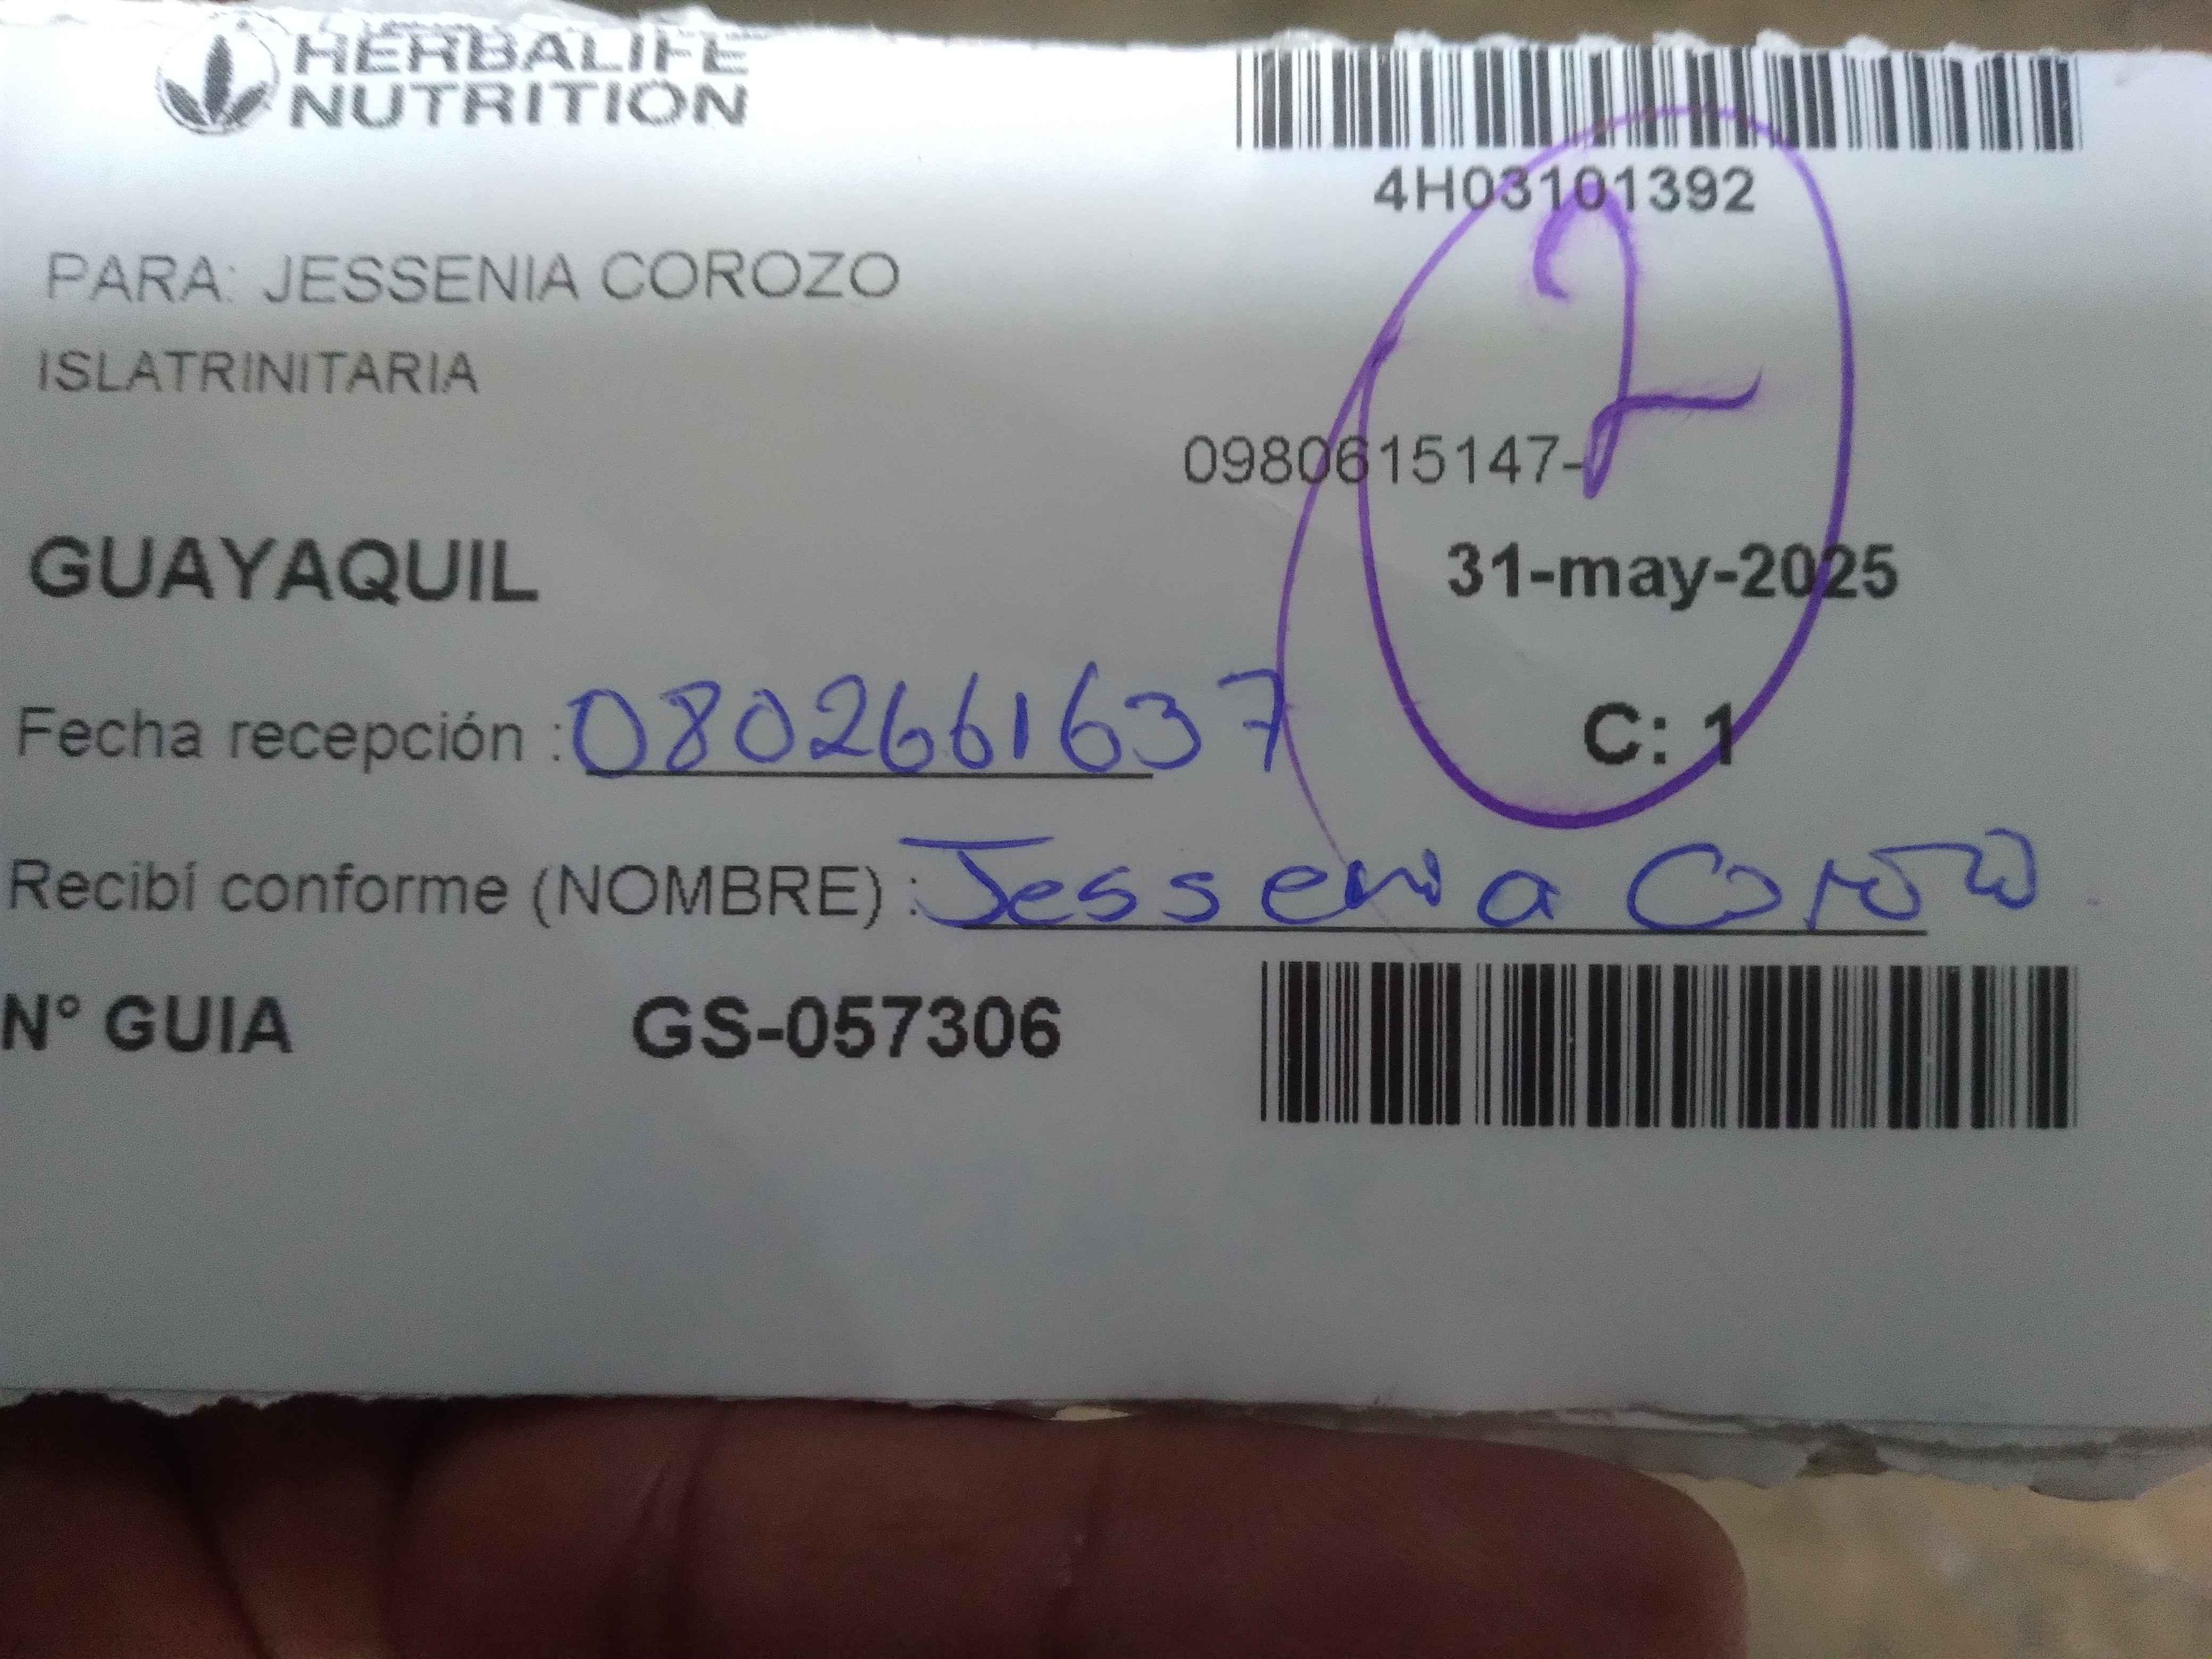 HERBALIFE
NUTRITION
4H03101392
PARA: JESSENIA COROZO
ISLATRINITARIA
2
0980615147-
GUAYAQUIL
31-may-2025
Fecha recepción : 0802661637
C: 1
Recibí conforme (NOMBRE) : Jessenia Corozo
N° GUIA GS-057306